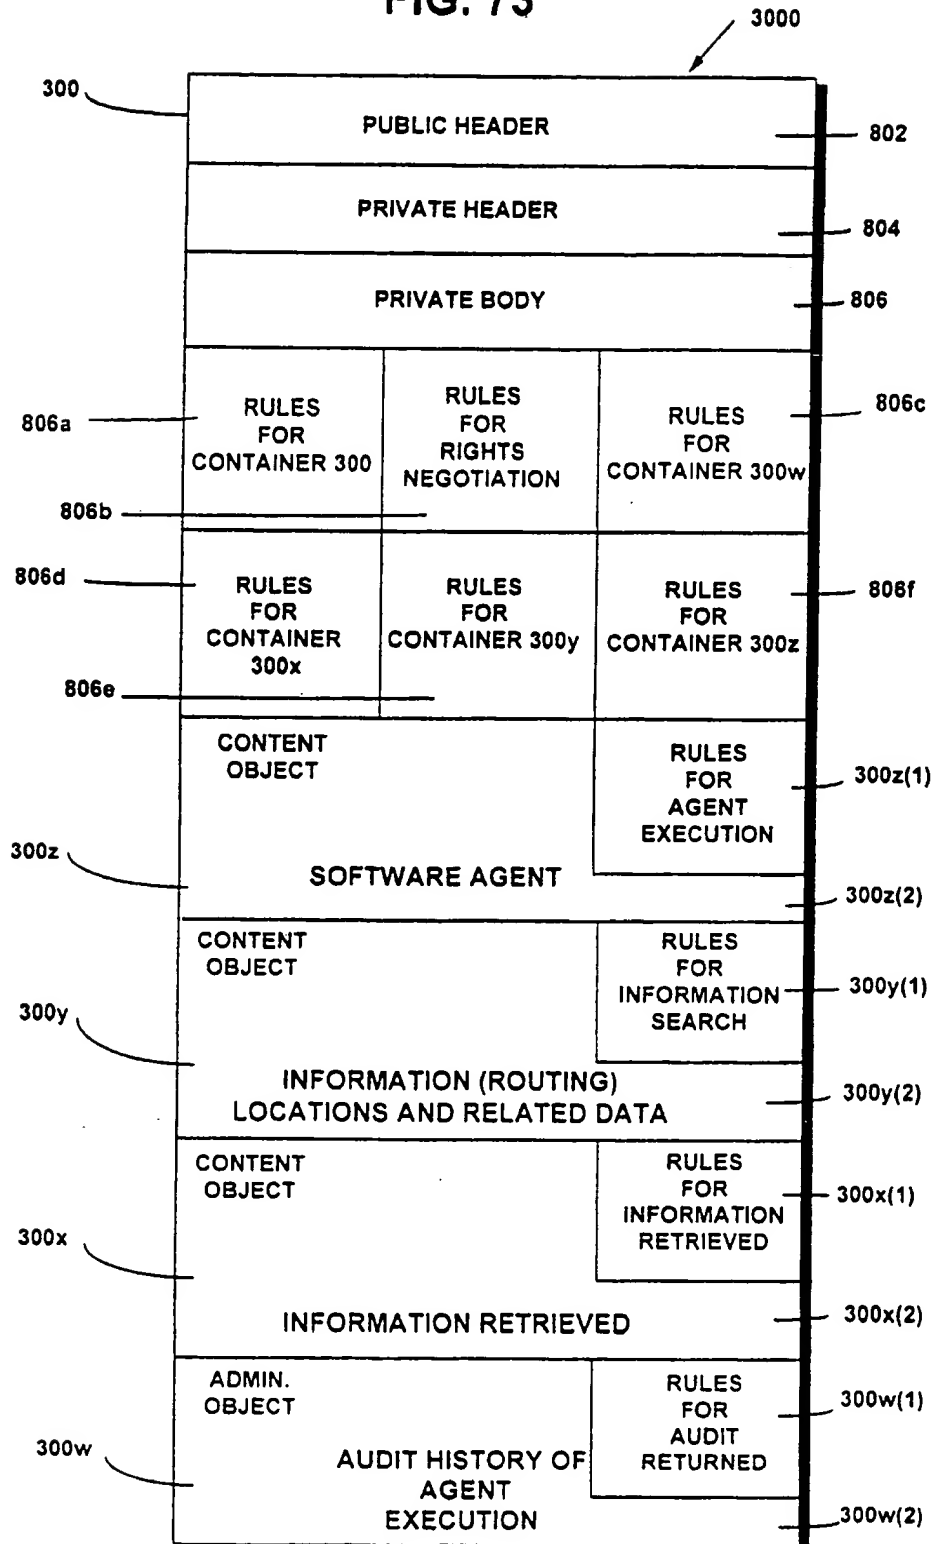 FIG. 73
3000
300
PUBLIC HEADER
802
PRIVATE HEADER
804
PRIVATE BODY
806
806a
RULES
FOR
CONTAINER 300
806b
RULES
FOR
RIGHTS
NEGOTIATION
RULES
FOR
CONTAINER 300w
806c
806d
RULES
FOR
CONTAINER
300x
806e
RULES
FOR
CONTAINER 300y
RULES
FOR
CONTAINER 300z
806f
CONTENT
OBJECT
RULES
FOR
AGENT
EXECUTION
300z(1)
300z
SOFTWARE AGENT
300z(2)
CONTENT
OBJECT
RULES
FOR
INFORMATION
SEARCH
300y(1)
300y
INFORMATION (ROUTING)
LOCATIONS AND RELATED DATA
300y(2)
CONTENT
OBJECT
RULES
FOR
INFORMATION
RETRIEVED
300x(1)
300x
INFORMATION RETRIEVED
300x(2)
ADMIN.
OBJECT
RULES
FOR
AUDIT
RETURNED
300w(1)
300w
AUDIT HISTORY OF
AGENT
EXECUTION
300w(2)